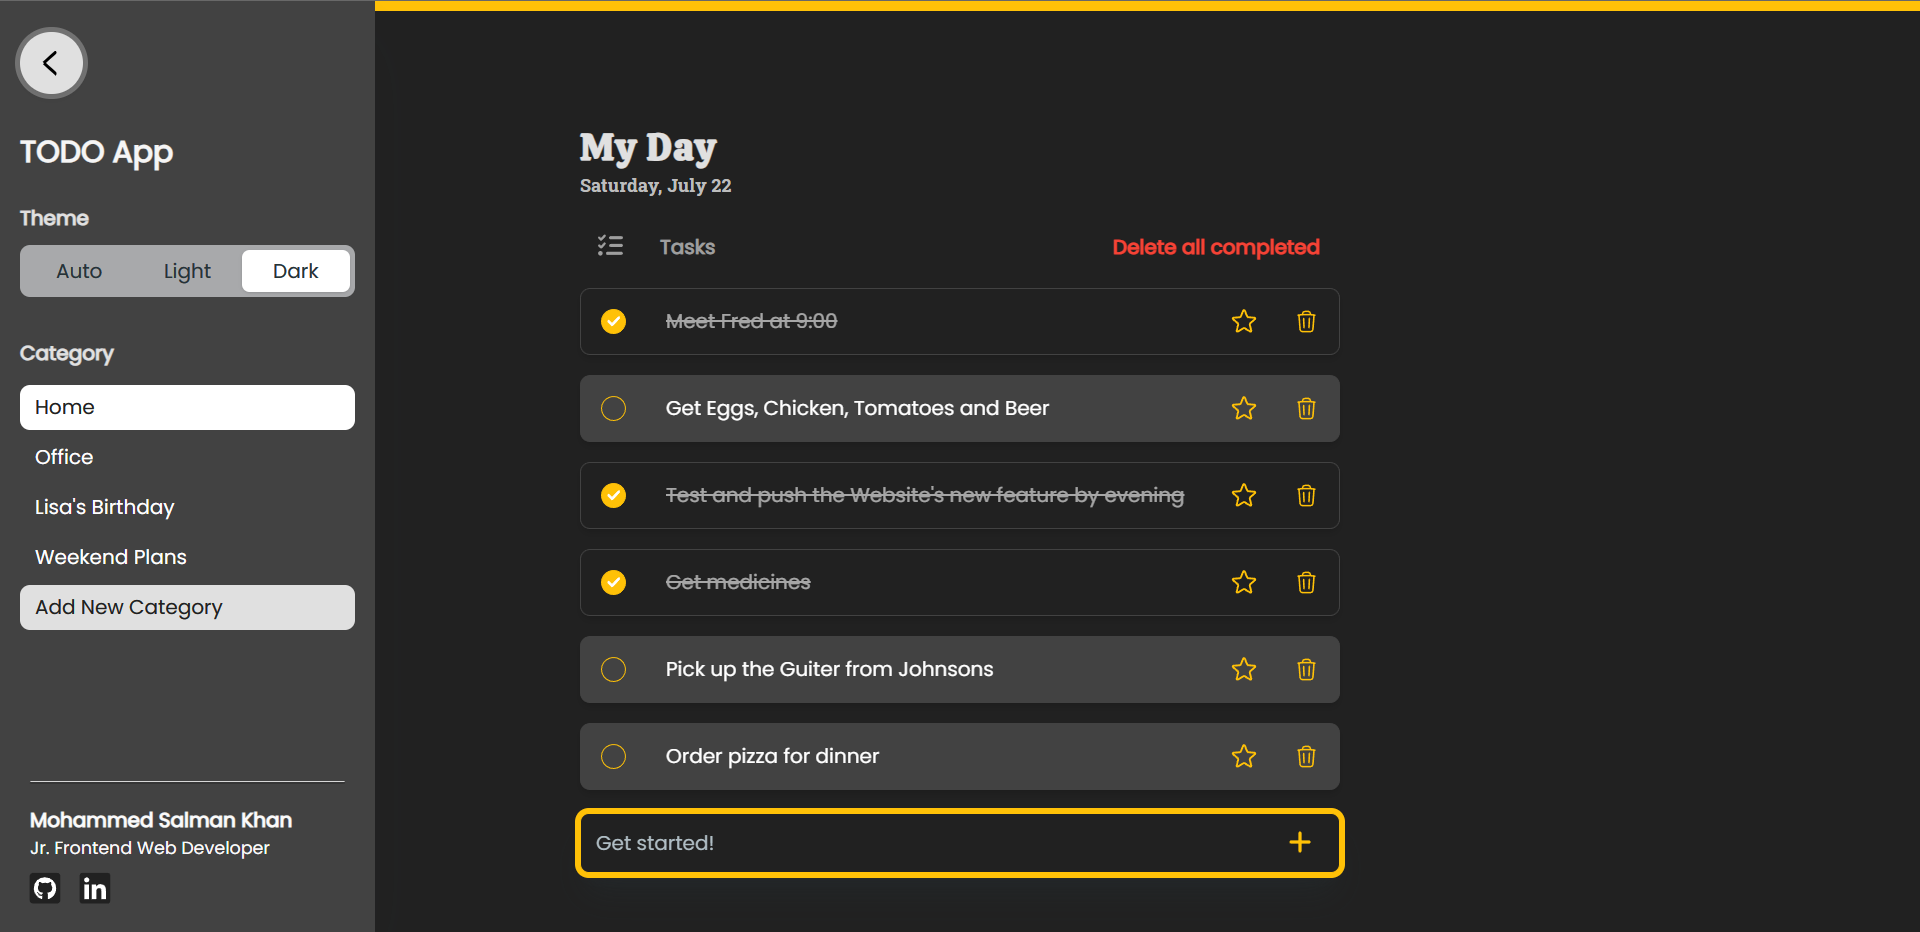 TODO App
Theme
Auto Light Dark
Category
Home
Office
Lisa's Birthday
Weekend Plans
Add New Category
Mohammed Salman Khan
Jr. Frontend Web Developer
in
My Day
Saturday, July 22
Tasks Delete all completed
Meet Fred at 9:00
Get Eggs, Chicken, Tomatoes and Beer
Test and push the Website's new feature by evening
Get medicines
Pick up the Guiter from Johnsons
Order pizza for dinner
Get started!